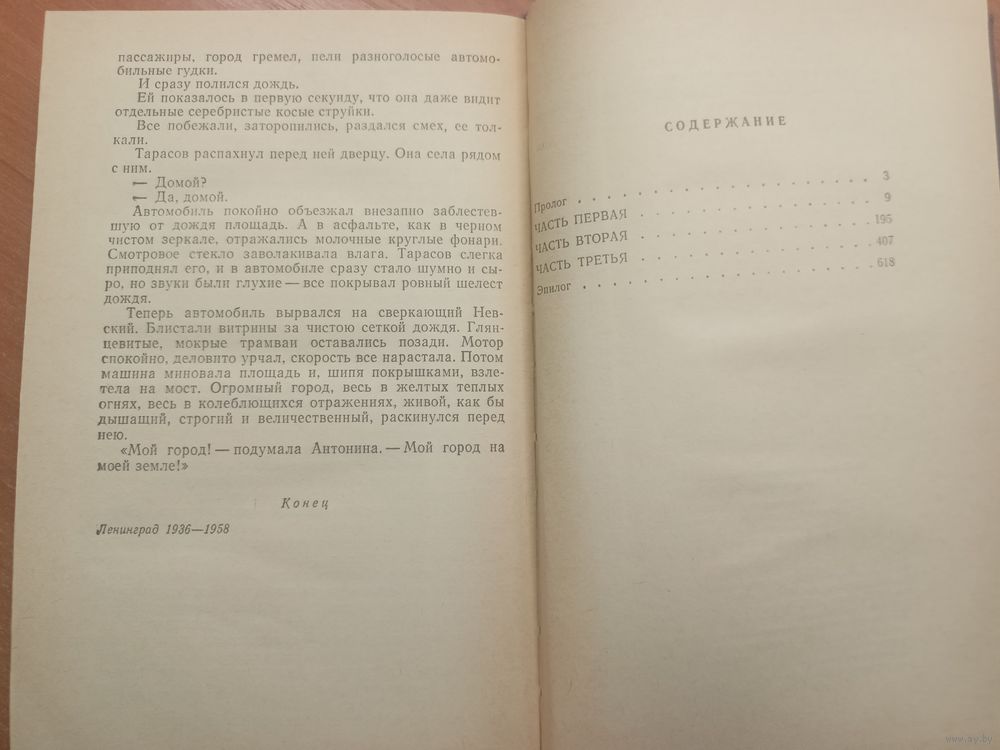 пассажиры, город гремел, пели разноголосые автомо-
бильные гудки.
И сразу полился дождь.
Ей показалось в первую секунду, что она даже видит
отдельные серебристые косые струйки.
Все побежали, заторопились, раздался смех, ее тол-
кали.
Тарасов распахнул перед ней дверцу. Она села рядом
с ним.
— Домой?
— Да, домой.
Автомобиль покойно объезжал внезапно заблестев-
шую от дождя площадь. А в асфальте, как в черном
чистом зеркале, отражались молочные круглые фонари.
Смотровое стекло заволакивала влага. Тарасов слегка
приподнял его, и в автомобиле сразу стало шумно и сы-
ро, но звуки были глухие — все покрывал ровный шелест
дождя.
Теперь автомобиль вырвался на сверкающий Нев-
ский. Блистали витрины за чистою сеткой дождя. Глян-
цевитые, мокрые трамваи оставались позади. Мотор
спокойно, деловито урчал, скорость все нарастала. Потом
машина миновала площадь и, шипя покрышками, взле-
тела на мост. Огромный город, весь в желтых теплых
огнях, весь в колеблющихся отражениях, живой, как бы
дышащий, строгий и величественный, раскинулся перед
нею.
«Мой город! — подумала Антонина. — Мой город на
моей земле!»
Конец
Ленинград 1936—1958
СОДЕРЖАНИЕ
Пролог . . . . . . . . . . . . . . . . 3
ЧАСТЬ ПЕРВАЯ . . . . . . . . . . . . . 9
ЧАСТЬ ВТОРАЯ . . . . . . . . . . . . . 195
ЧАСТЬ ТРЕТЬЯ . . . . . . . . . . . . . 407
Эпилог . . . . . . . . . . . . . . . . 618
www.ay.by